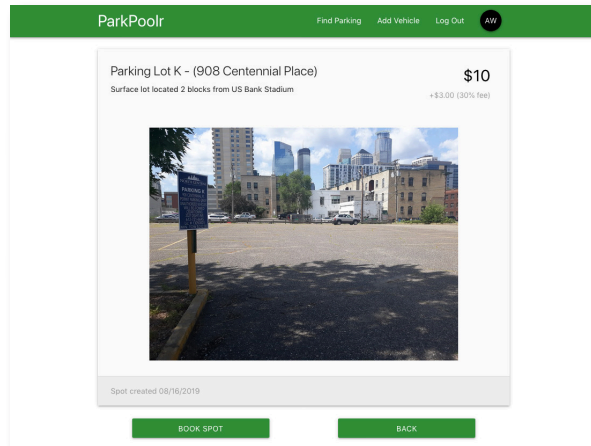 ParkPoolr
Find Parking
Add Vehicle
Log Out
AW
Parking Lot K - (908 Centennial Place)
$10
Surface lot located 2 blocks from US Bank Stadium
+$3.00 (30% fee)
PARKING K
Spot created 08/16/2019
BOOK SPOT
BACK